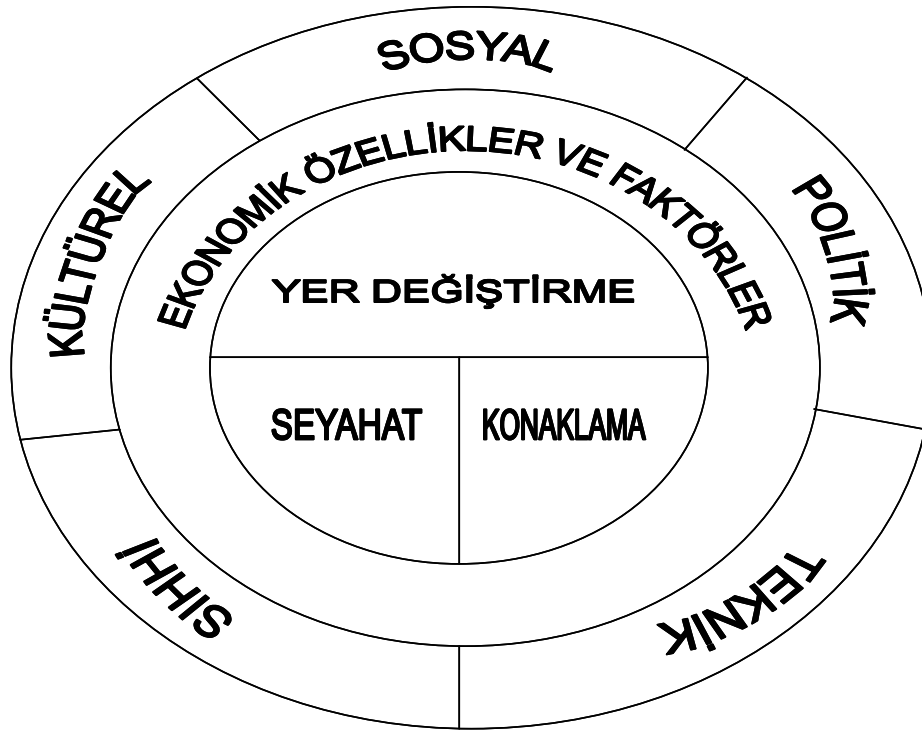 SOSYAL
KÜLTÜREL
POLİTİK
EKONOMİK ÖZELLİKLER VE FAKTÖRLER
YER DEĞİŞTİRME
SEYAHAT
KONAKLAMA
SIHHİ
TEKNİK